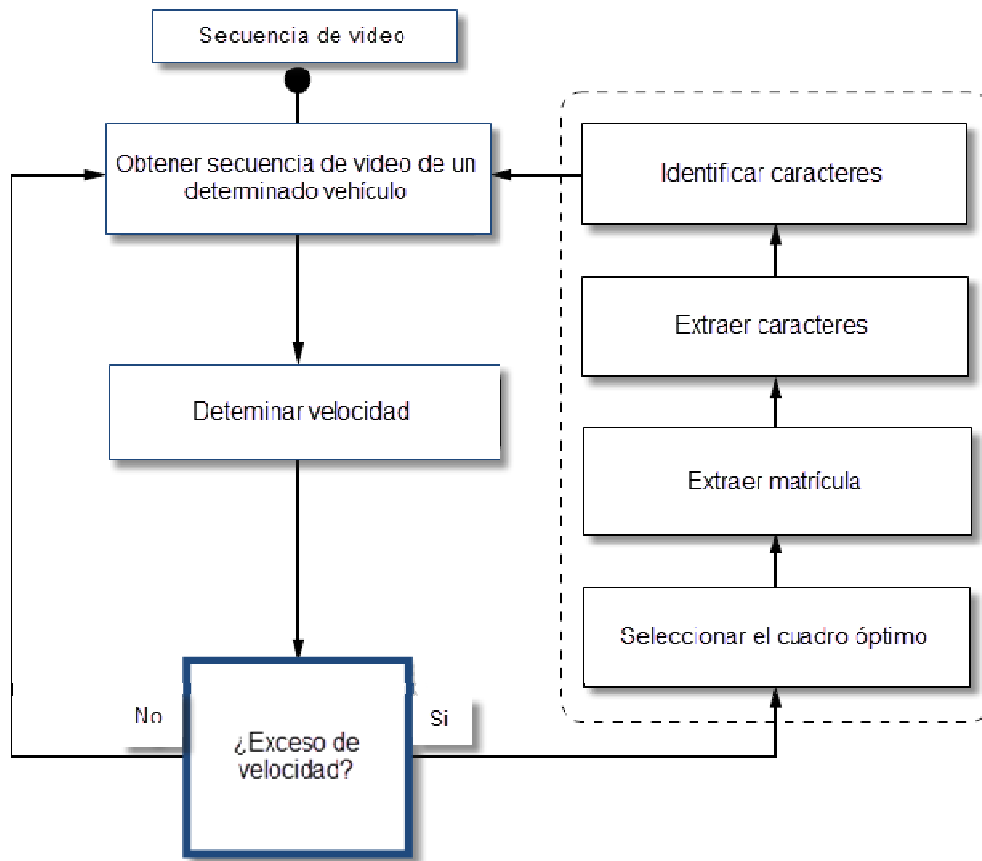 Secuencia de video
Obtener secuencia de video de un
determinado vehículo
Deteminar velocidad
¿Exceso de
velocidad?
No
Si
Identificar caracteres
Extraer caracteres
Extraer matrícula
Seleccionar el cuadro óptimo